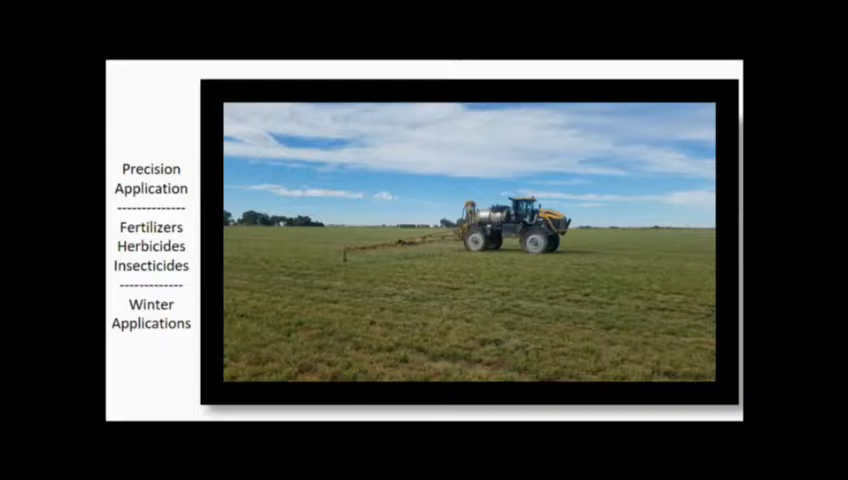 Precision
Application
--------------
Fertilizers
Herbicides
Insecticides
-------------
Winter
Applications